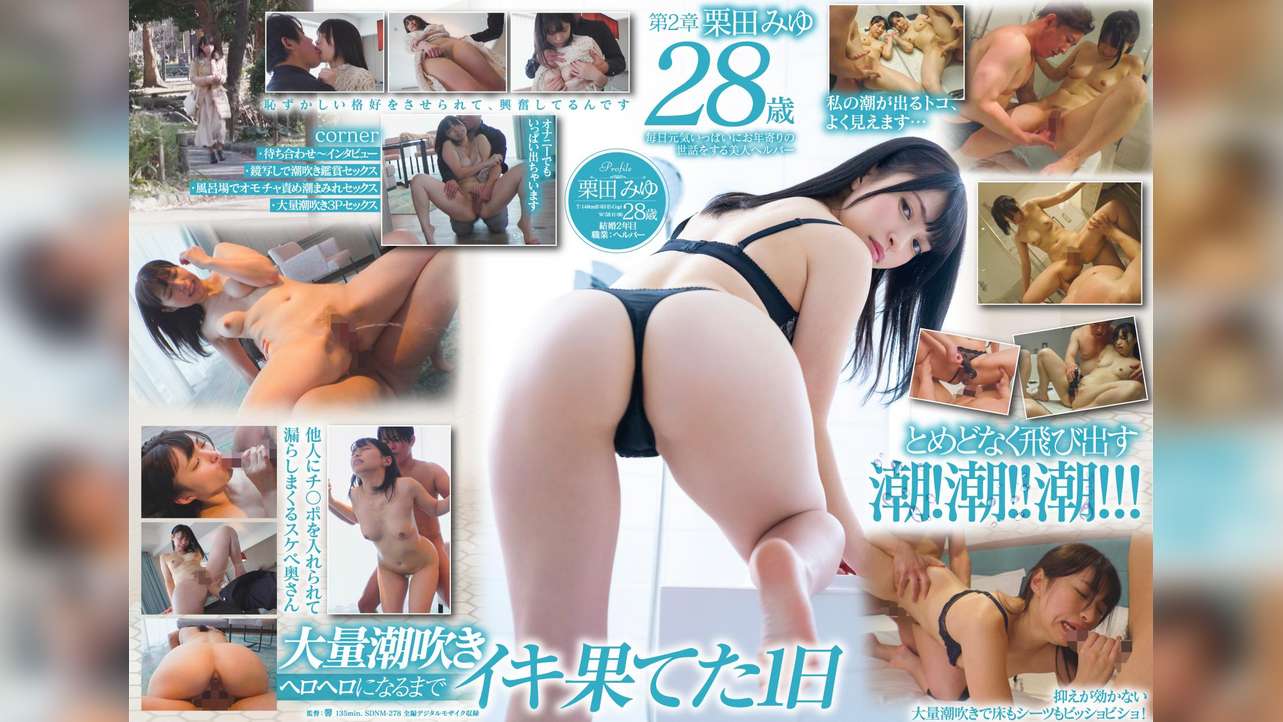 恥ずかしい格好をさせられて、興奮してるんです
corner
・待ち合わせ〜インタビュー
・鏡写しで潮吹き鑑賞セックス
・風呂場でオモチャ責め潮まみれセックス
・大量潮吹き3Pセックス
オナニーでも
いっぱい出ちゃいます
第2章 栗田みゆ
28歳
毎日元気いっぱいにお年寄りの
世話をする美人ヘルパー
Profile
栗田みゆ
28歳
結婚2年目
職業：ヘルパー
私の潮が出るトコ、
よく見えます…
とめどなく飛び出す
潮!潮!!潮!!!
他人にチ〇ポを入れられて
漏らしまくるスケベ奥さん
大量潮吹き
ヘロヘロになるまで
イキ果てた1日
監督：響 135min. SDNM-278 全編デジタルモザイク収録
抑えが効かない
大量潮吹きで床もシーツもビッショビショ!